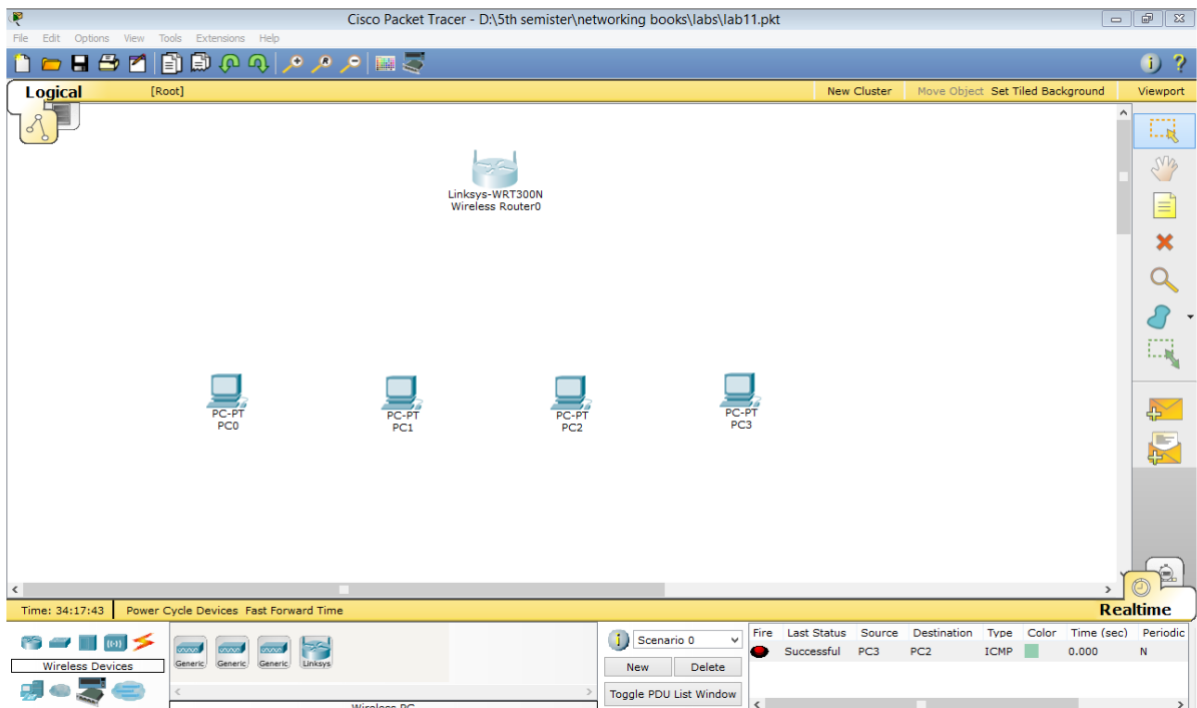 Cisco Packet Tracer - D:\5th semister\networking books\labs\lab11.pkt
File Edit Options View Tools Extensions Help
Logical [Root] New Cluster Move Object Set Tiled Background Viewport
Linksys-WRT300N
Wireless Router0
PC-PT
PC0
PC-PT
PC1
PC-PT
PC2
PC-PT
PC3
Time: 34:17:43 Power Cycle Devices Fast Forward Time Realtime
Wireless Devices
Generic Generic Generic Linksys
Wireless PC
Scenario 0
New Delete
Toggle PDU List Window
Fire Last Status Source Destination Type Color Time (sec) Periodic
Successful PC3 PC2 ICMP 0.000 N